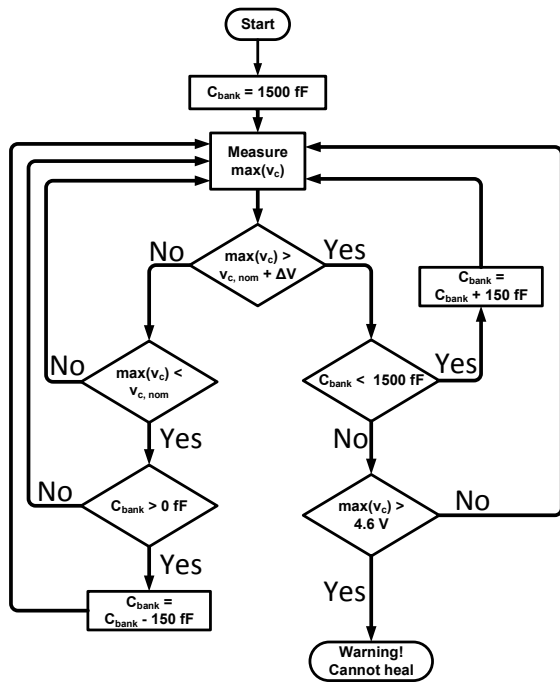 Start
C_bank = 1500 fF
Measure
max(v_c)
No
max(v_c) >
v_c, nom + ΔV
Yes
C_bank =
C_bank + 150 fF
No
max(v_c) <
v_c, nom
C_bank < 1500 fF
Yes
Yes
No
No
C_bank > 0 fF
max(v_c) >
4.6 V
No
Yes
C_bank =
C_bank - 150 fF
Yes
Warning!
Cannot heal